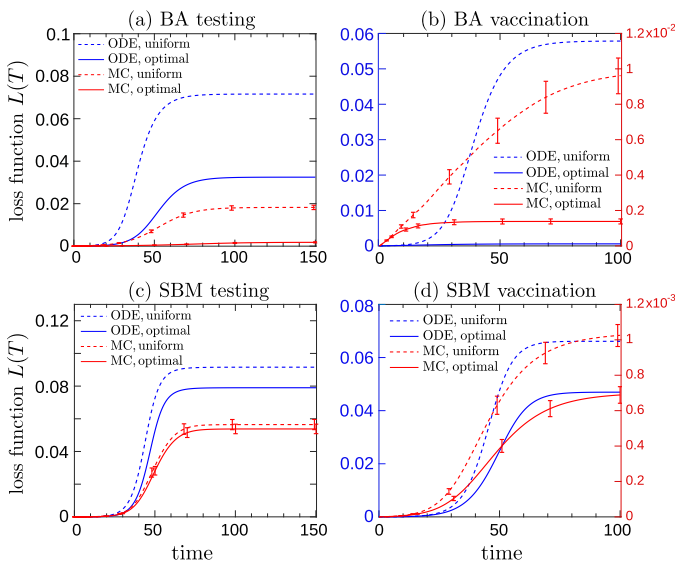 (a) BA testing
(b) BA vaccination
0.1
0.08
0.06
0.04
0.02
0
0
50
100
150
loss function L(T)
ODE, uniform
ODE, optimal
MC, uniform
MC, optimal
0.06
0.05
0.04
0.03
0.02
0.01
0
0
50
100
1.2x10⁻²
1
0.8
0.6
0.4
0.2
0
ODE, uniform
ODE, optimal
MC, uniform
MC, optimal
(c) SBM testing
(d) SBM vaccination
0.12
0.08
0.04
0
0
50
100
150
loss function L(T)
time
ODE, uniform
ODE, optimal
MC, uniform
MC, optimal
0.08
0.06
0.04
0.02
0
0
50
100
time
1.2x10⁻³
1
0.8
0.6
0.4
0.2
0
ODE, uniform
ODE, optimal
MC, uniform
MC, optimal